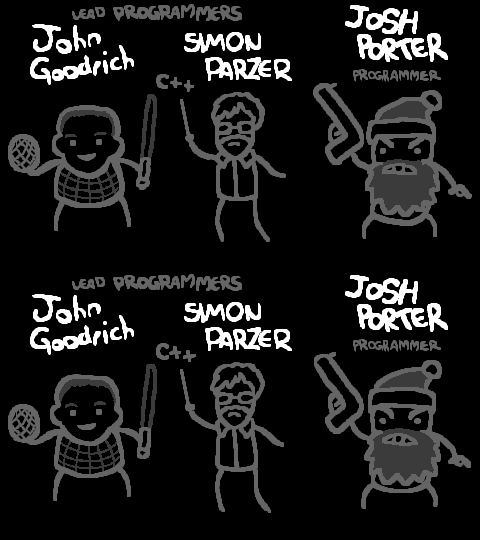 LEAD PROGRAMMERS
John Goodrich
SIMON PARZER
C++
JOSH PORTER
PROGRAMMER
LEAD PROGRAMMERS
John Goodrich
SIMON PARZER
C++
JOSH PORTER
PROGRAMMER